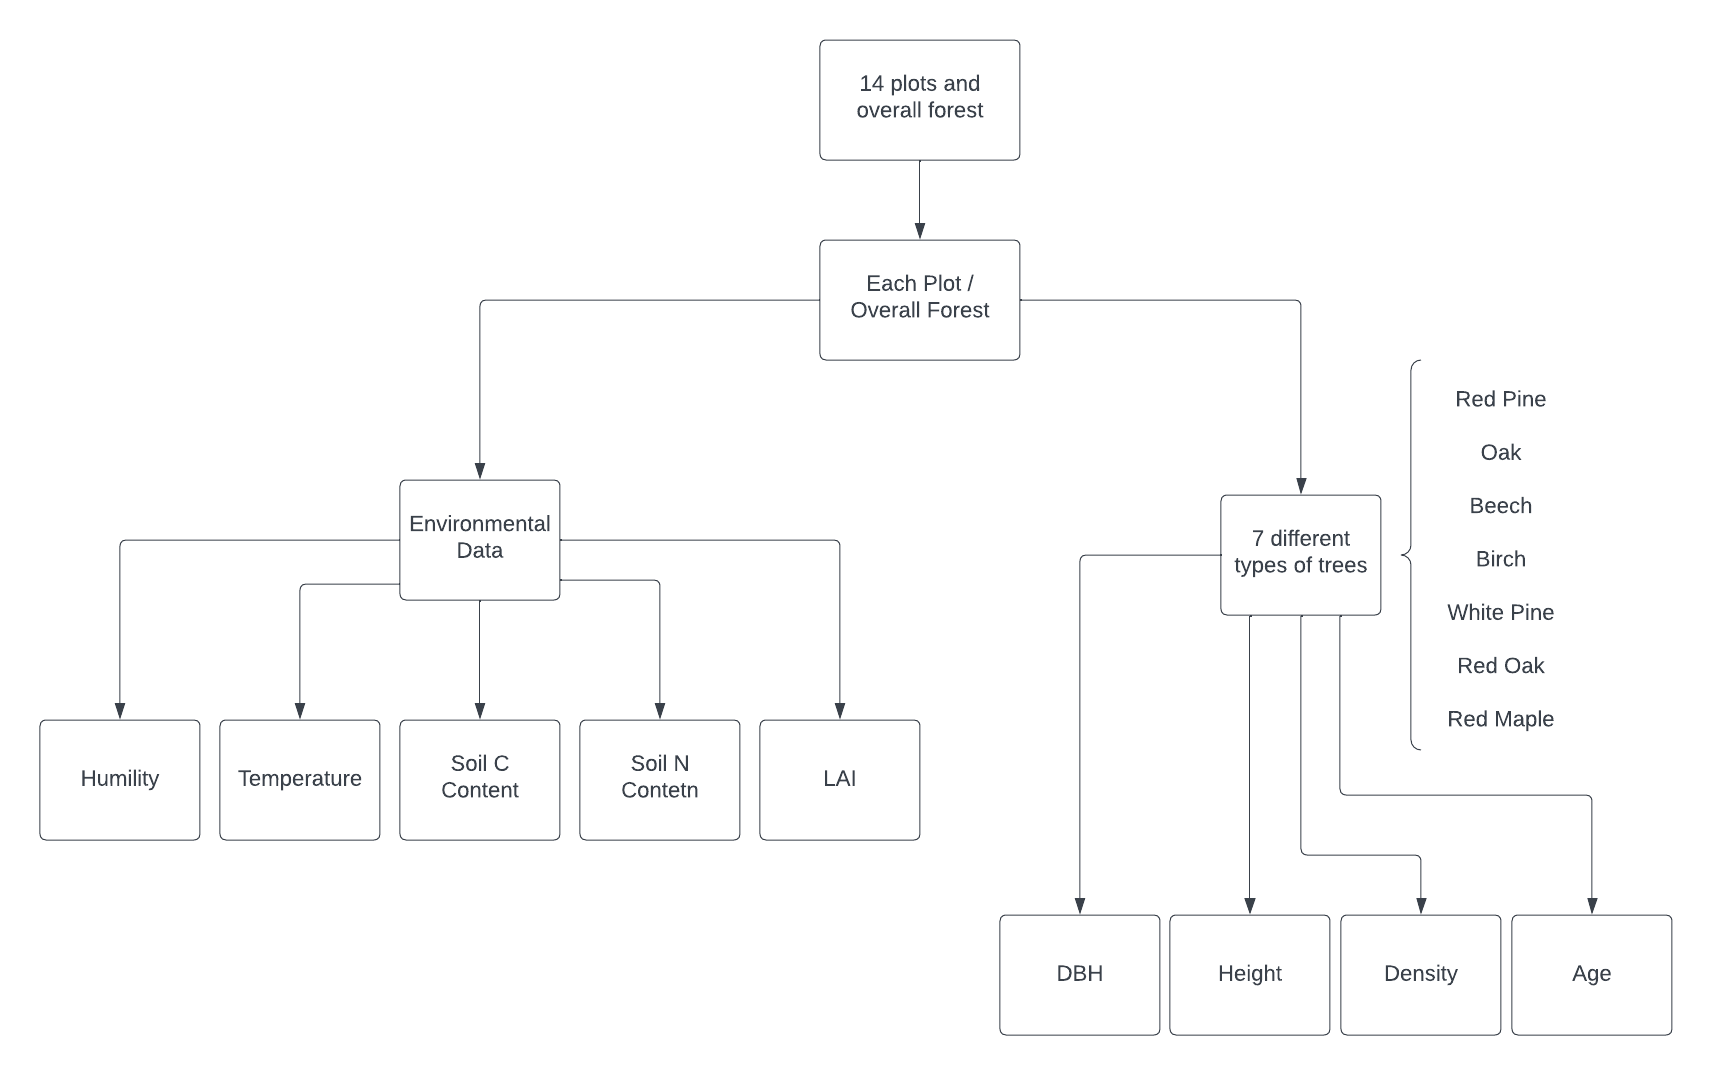 14 plots and
overall forest
Each Plot /
Overall Forest
Environmental
Data
Humility
Temperature
Soil C
Content
Soil N
Contetn
LAI
7 different
types of trees
Red Pine
Oak
Beech
Birch
White Pine
Red Oak
Red Maple
DBH
Height
Density
Age